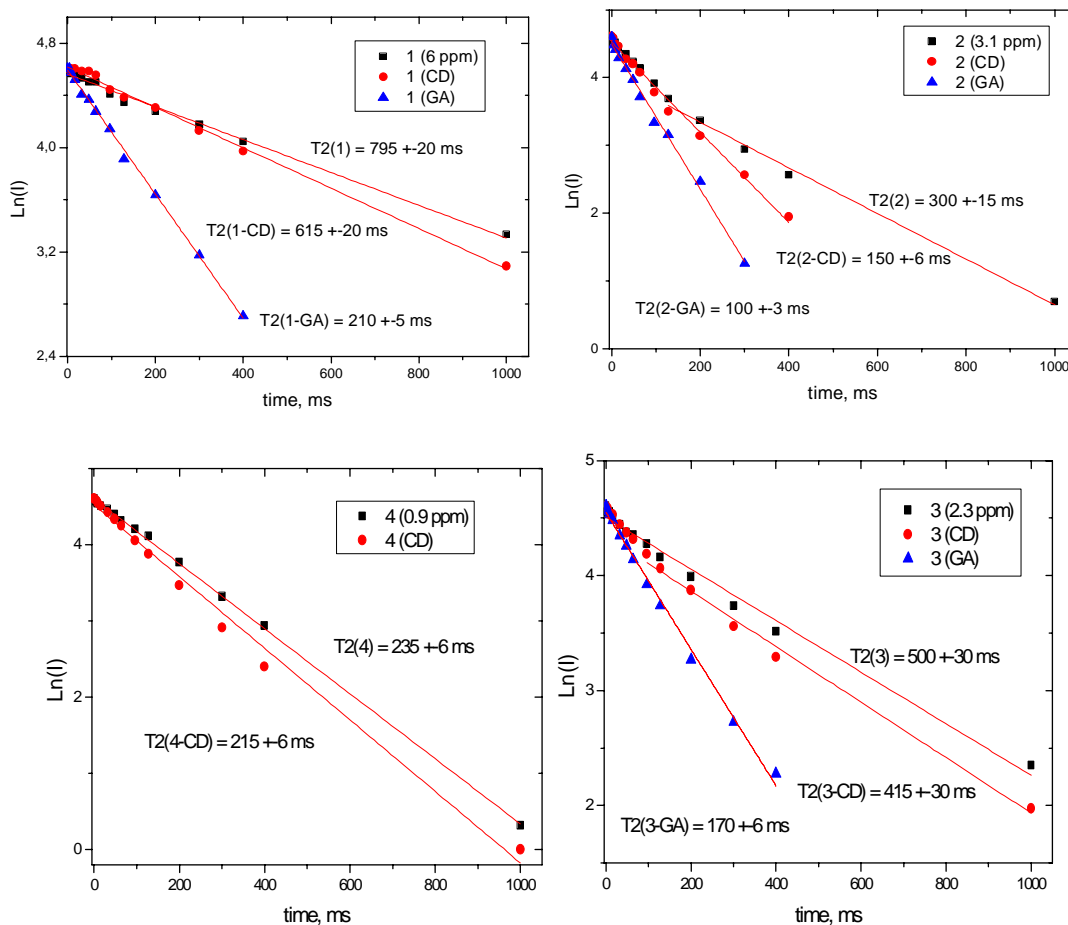 4,8
4,0
3,2
2,4
Ln(I)
1 (6 ppm)
1 (CD)
1 (GA)
T2(1) = 795 +-20 ms
T2(1-CD) = 615 +-20 ms
T2(1-GA) = 210 +-5 ms
0 200 400 600 800 1000
time, ms
4
2
0
Ln(I)
2 (3.1 ppm)
2 (CD)
2 (GA)
T2(2) = 300 +-15 ms
T2(2-CD) = 150 +-6 ms
T2(2-GA) = 100 +-3 ms
0 200 400 600 800 1000
time, ms
4
2
0
Ln(I)
4 (0.9 ppm)
4 (CD)
T2(4) = 235 +-6 ms
T2(4-CD) = 215 +-6 ms
0 200 400 600 800 1000
time, ms
5
4
3
2
Ln(I)
3 (2.3 ppm)
3 (CD)
3 (GA)
T2(3) = 500 +-30 ms
T2(3-CD) = 415 +-30 ms
T2(3-GA) = 170 +-6 ms
0 200 400 600 800 1000
time, ms